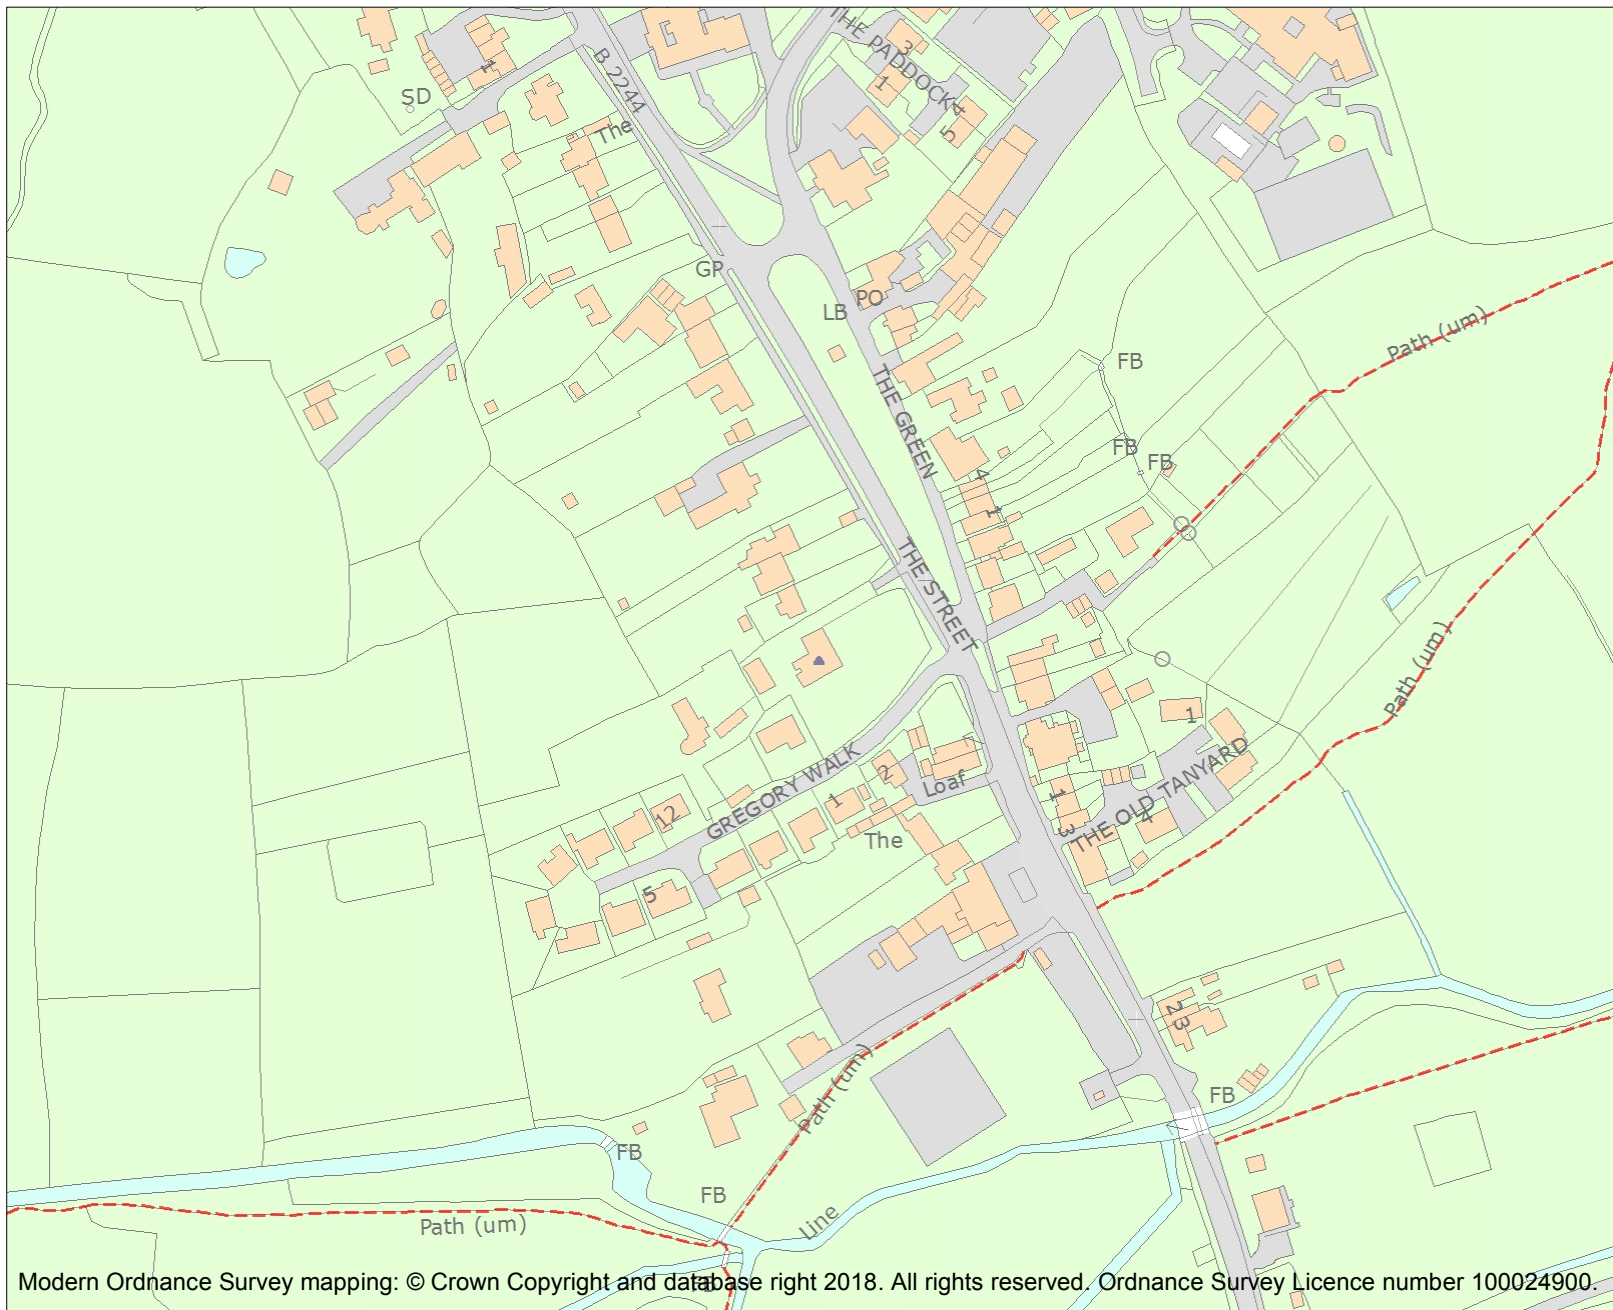 THE PADDOCK
3
1
4
5
B 2244
1
SD
The
GP
LB
PO
THE GREEN
FB
FB
FB
Path (um)
4
1
THE STREET
Path (um)
1
GREGORY WALK
2
Loaf
1
12
The
THE OLD TANYARD
1
3
4
5
2
3
Path (um)
FB
FB
FB
Line
Path (um)
FB
Modern Ordnance Survey mapping: © Crown Copyright and database right 2018. All rights reserved. Ordnance Survey Licence number 100024900.